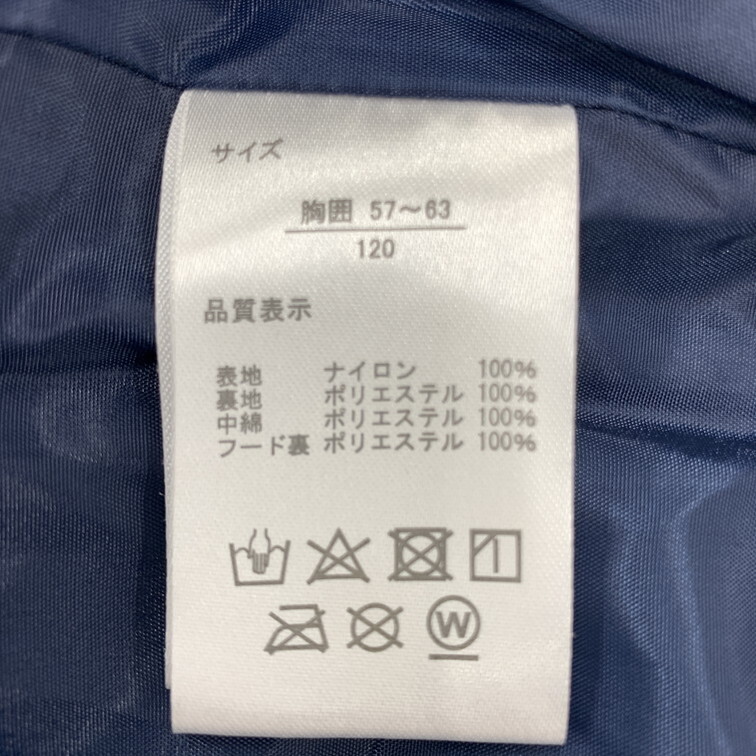 サイズ
胸囲 57～63
120
品質表示
表地 ナイロン 100%
裏地 ポリエステル 100%
中綿 ポリエステル 100%
フード裏 ポリエステル 100%
W